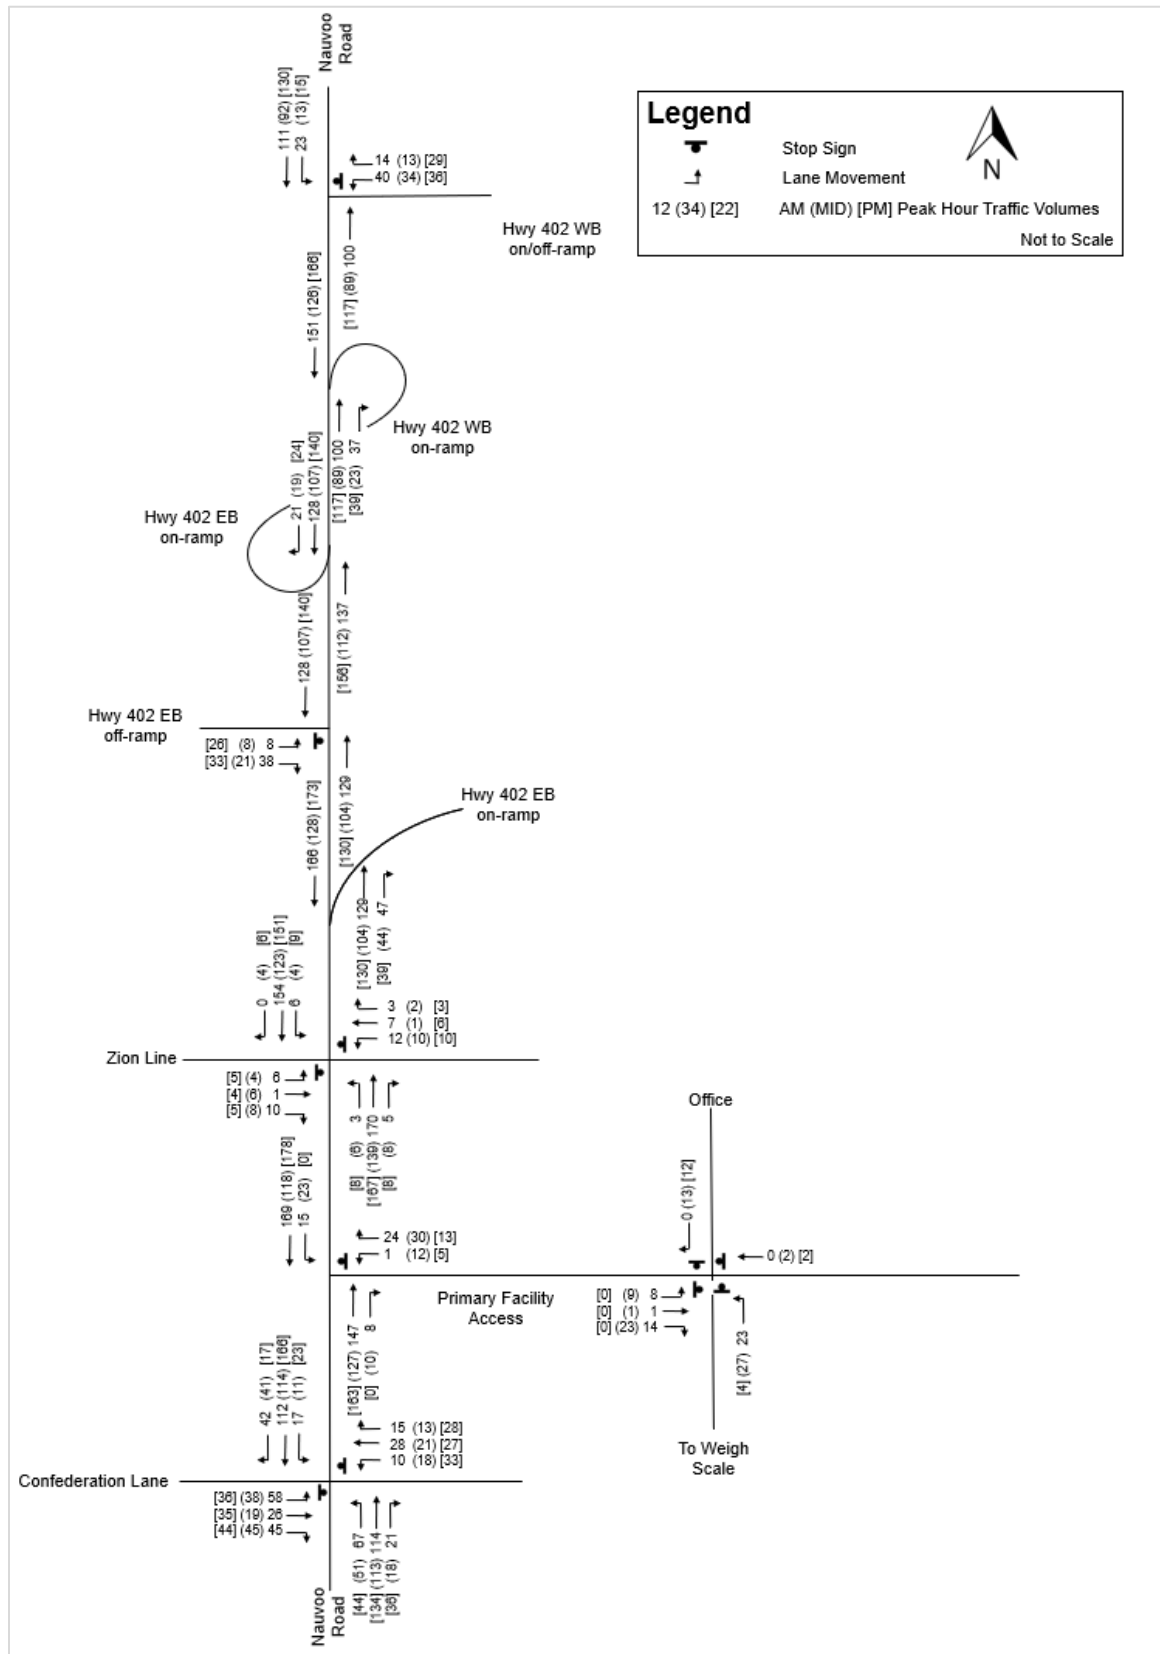 Nauvoo
Road
111 (92) [130]
23 (13) [15]
14 (13) [29]
40 (34) [36]
Hwy 402 WB
on/off-ramp
Legend
Stop Sign
Lane Movement
12 (34) [22] AM (MID) [PM] Peak Hour Traffic Volumes
Not to Scale
N
151 (126) [166]
[117] (89) 100
Hwy 402 WB
on-ramp
21 (19) [24]
128 (107) [140]
[117] (89) 100
[39] (23) 37
Hwy 402 EB
on-ramp
128 (107) [140]
[156] (112) 137
Hwy 402 EB
off-ramp
[26] (8) 8
[33] (21) 38
166 (128) [173]
[130] (104) 129
Hwy 402 EB
on-ramp
[130] (104) 129
[39] (44) 47
0 (4) [6]
154 (123) [151]
6 (4) [9]
3 (2) [3]
7 (1) [6]
12 (10) [10]
Zion Line
[5] (4) 6
[4] (6) 1
[5] (8) 10
[8] (6) 3
[167] (139) 170
[8] (8) 5
169 (118) [178]
15 (23) [0]
24 (30) [13]
1 (12) [5]
Primary Facility
Access
Office
0 (13) [12]
0 (2) [2]
[0] (9) 8
[0] (1) 1
[0] (23) 14
[4] (27) 23
To Weigh
Scale
[163] (127) 147
[0] (10) 8
42 (41) [17]
112 (114) [166]
17 (11) [23]
15 (13) [28]
28 (21) [27]
10 (18) [33]
Confederation Lane
[36] (38) 58
[35] (19) 26
[44] (45) 45
[44] (51) 67
[134] (113) 114
[36] (18) 21
Nauvoo
Road